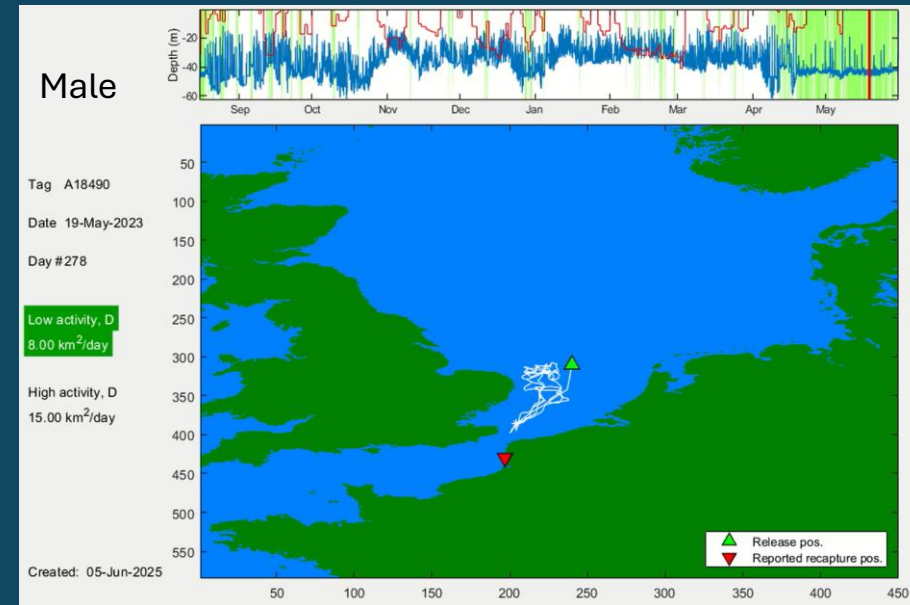 Male
Depth (m)
-20
-40
-60
Sep Oct Nov Dec Jan Feb Mar Apr May
Tag A18490
Date 19-May-2023
Day #278
Low activity, D
8.00 km²/day
High activity, D
15.00 km²/day
Created: 05-Jun-2025
50
100
150
200
250
300
350
400
450
500
550
50 100 150 200 250 300 350 400 450
Release pos.
Reported recapture pos.